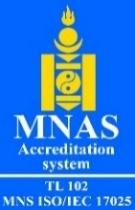 MNAS
Accreditation
system
TL 102
MNS ISO/IEC 17025